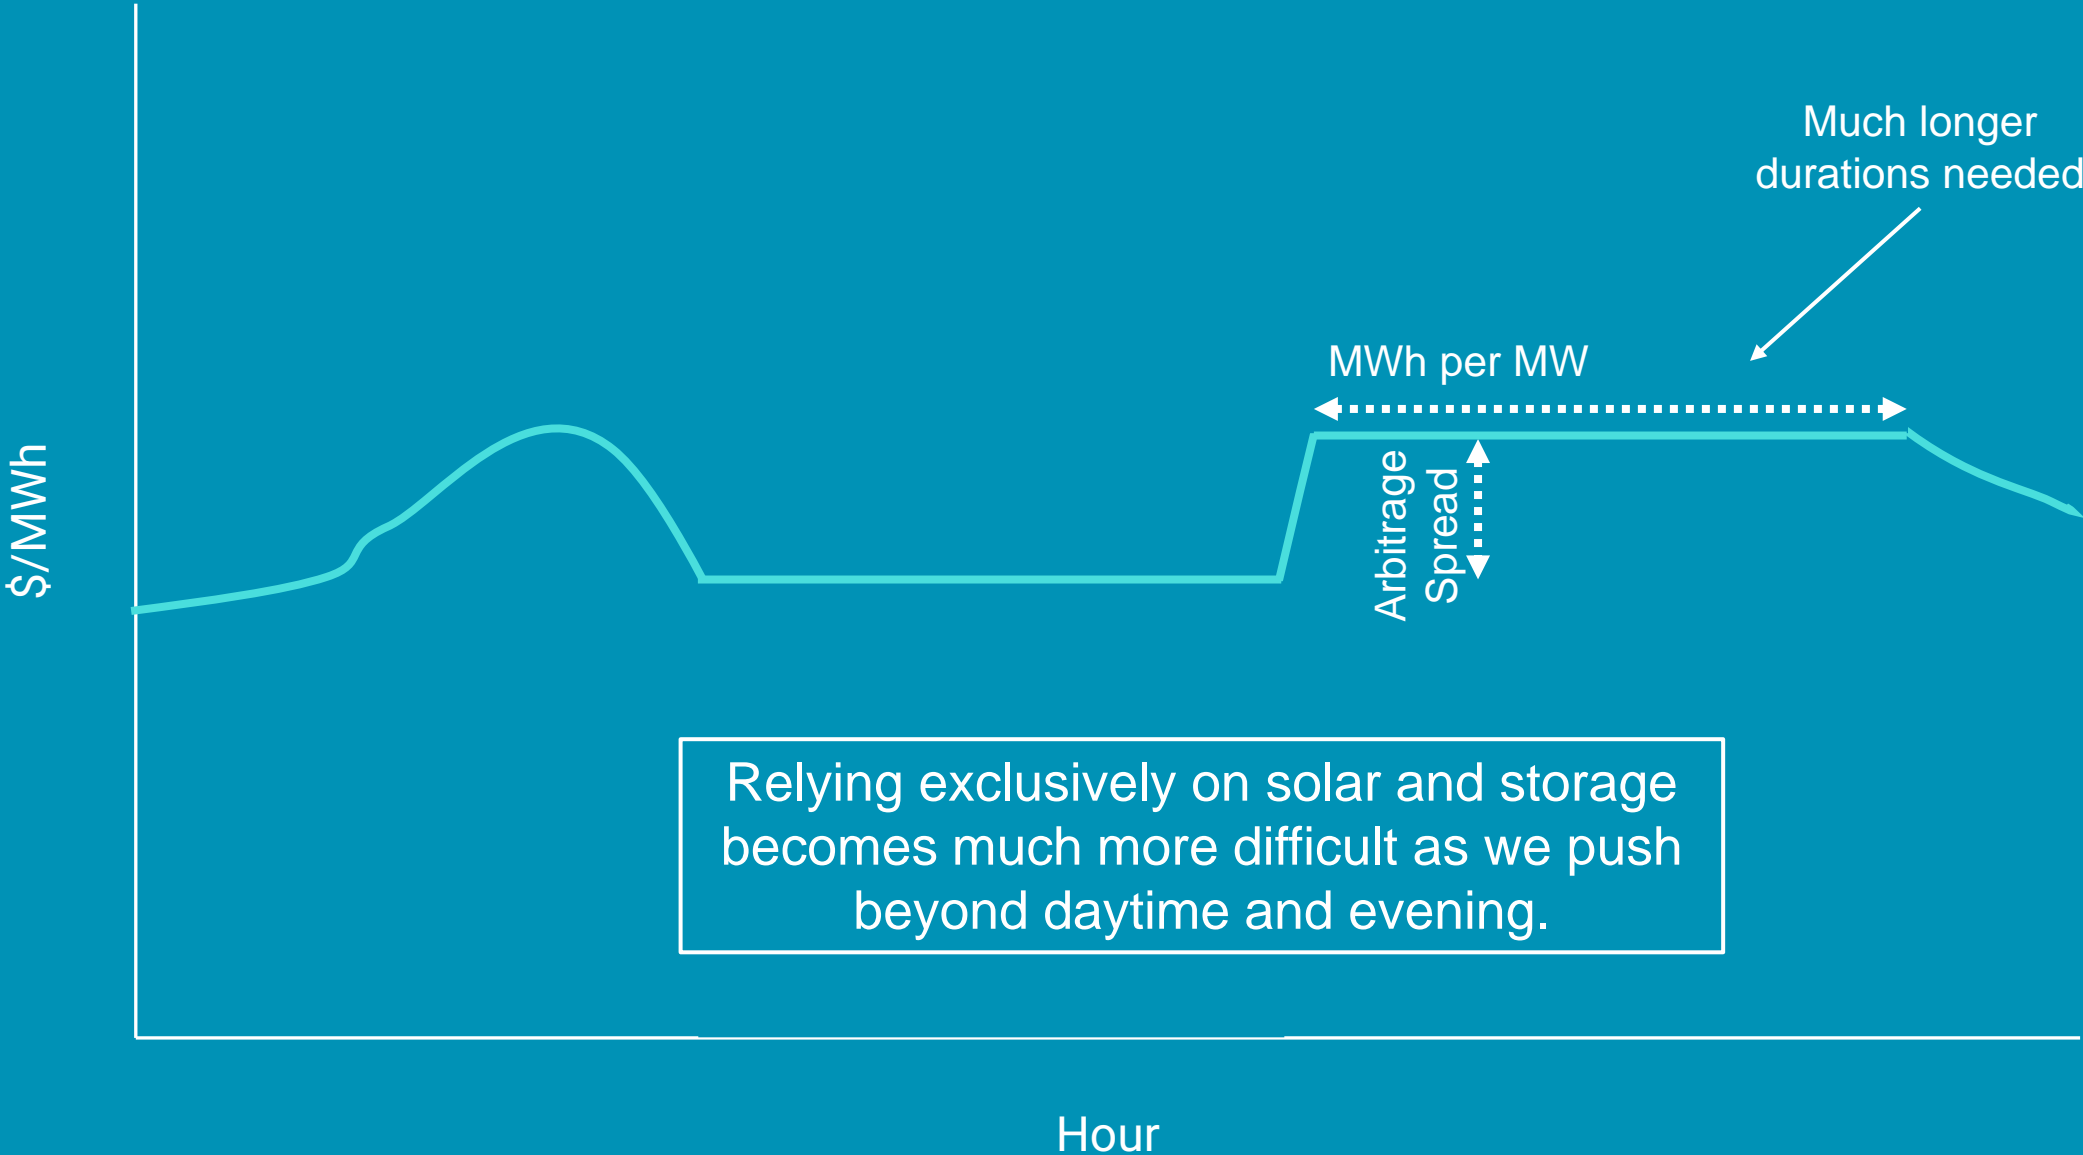 Much longer
durations needed
MWh per MW
$/MWh
Arbitrage
Spread
Relying exclusively on solar and storage
becomes much more difficult as we push
beyond daytime and evening.
Hour